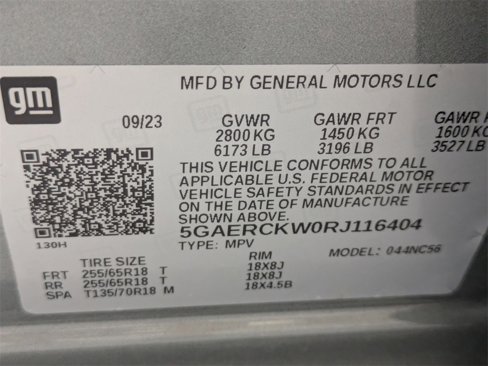 gm
MFD BY GENERAL MOTORS LLC
09/23 GVWR GAWR FRT GAWR
2800 KG 1450 KG 1600 KG
6173 LB 3196 LB 3527 LB
THIS VEHICLE CONFORMS TO ALL
APPLICABLE U.S. FEDERAL MOTOR
VEHICLE SAFETY STANDARDS IN EFFECT
ON THE DATE OF MANUFACTURE
SHOWN ABOVE.
5GAERCKW0RJ116404
130H TYPE: MPV MODEL: 044NC56
TIRE SIZE RIM
FRT 255/65R18 T 18X8J
RR 255/65R18 T 18X8J
SPA T135/70R18 M 18X4.5B